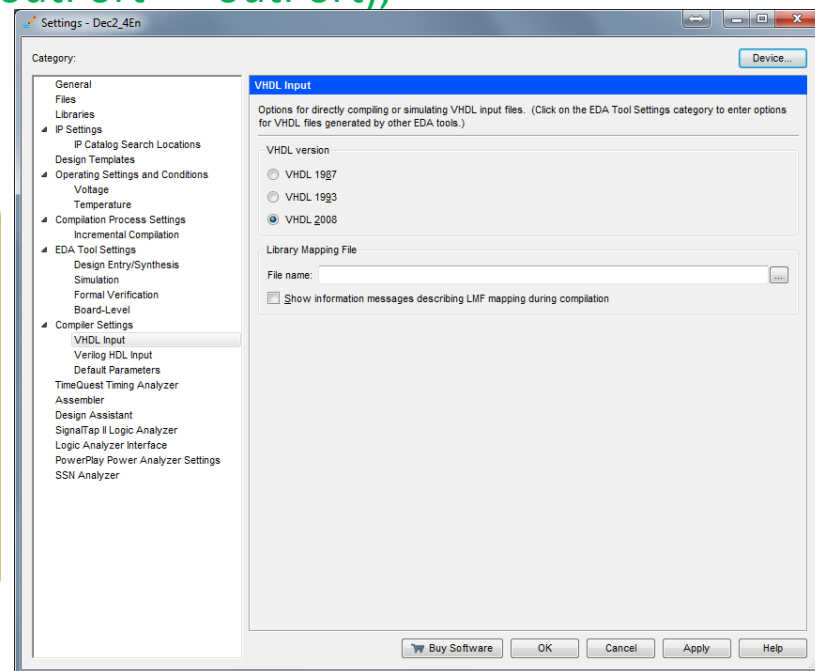 Settings - Dec2_4En
Category:
Device...
General
Files
Libraries
IP Settings
IP Catalog Search Locations
Design Templates
Operating Settings and Conditions
Voltage
Temperature
Compilation Process Settings
Incremental Compilation
EDA Tool Settings
Design Entry/Synthesis
Simulation
Formal Verification
Board-Level
Compiler Settings
VHDL Input
Verilog HDL Input
Default Parameters
TimeQuest Timing Analyzer
Assembler
Design Assistant
SignalTap II Logic Analyzer
Logic Analyzer Interface
PowerPlay Power Analyzer Settings
SSN Analyzer
VHDL Input
Options for directly compiling or simulating VHDL input files. (Click on the EDA Tool Settings category to enter options
for VHDL files generated by other EDA tools.)
VHDL version
VHDL 1987
VHDL 1993
VHDL 2008
Library Mapping File
File name:
...
Show information messages describing LMF mapping during compilation
Buy Software
OK
Cancel
Apply
Help